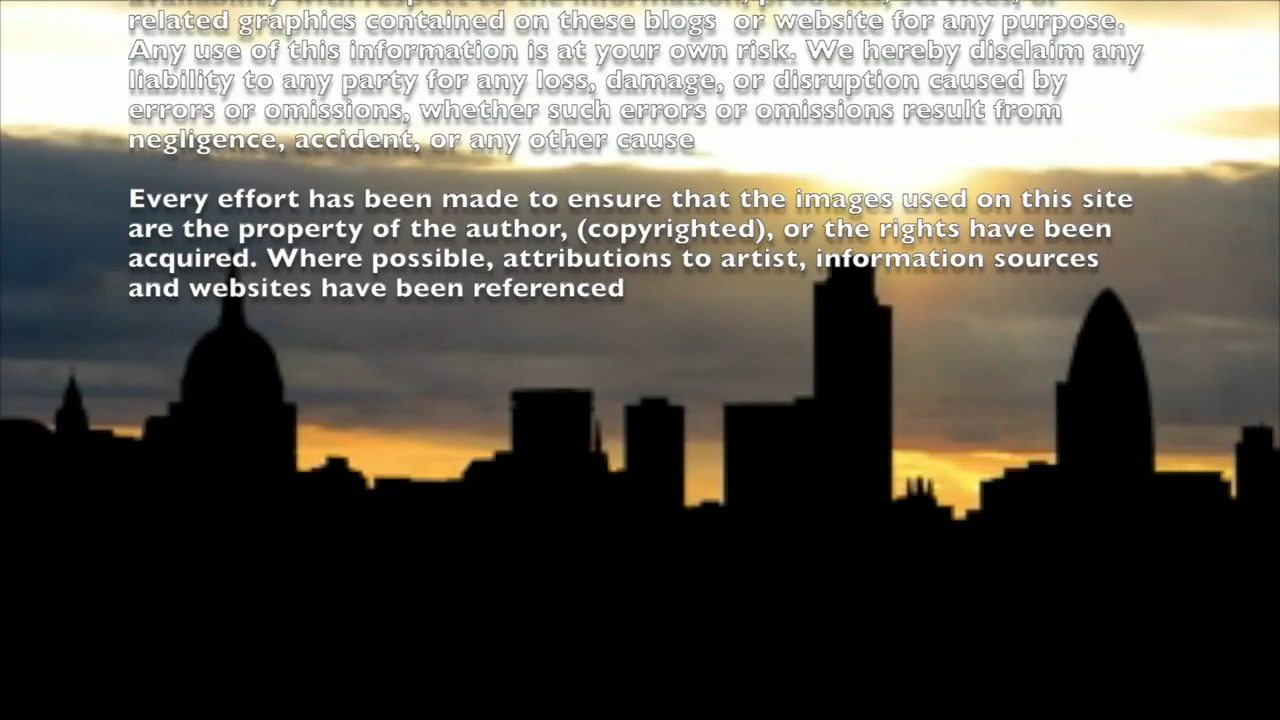 related graphics contained on these blogs or website for any purpose.
Any use of this information is at your own risk. We hereby disclaim any
liability to any party for any loss, damage, or disruption caused by
errors or omissions, whether such errors or omissions result from
negligence, accident, or any other cause
Every effort has been made to ensure that the images used on this site
are the property of the author, (copyrighted), or the rights have been
acquired. Where possible, attributions to artist, information sources
and websites have been referenced